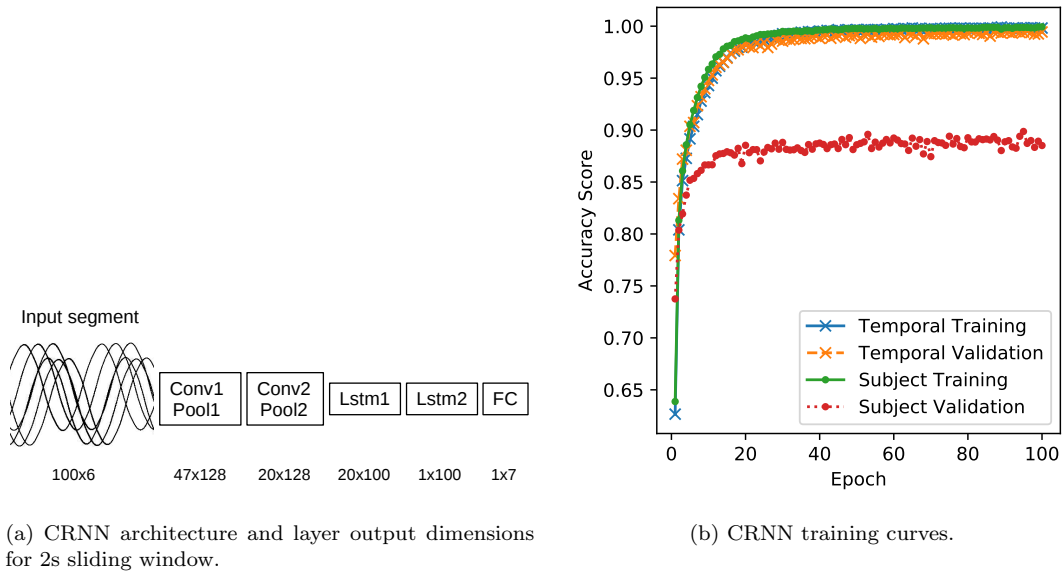 Input segment
Conv1
Pool1
Conv2
Pool2
Lstm1
Lstm2
FC
100x6
47x128
20x128
20x100
1x100
1x7
(a) CRNN architecture and layer output dimensions
for 2s sliding window.
1.00
0.95
0.90
0.85
0.80
0.75
0.70
0.65
Accuracy Score
0
20
40
60
80
100
Epoch
Temporal Training
Temporal Validation
Subject Training
Subject Validation
(b) CRNN training curves.